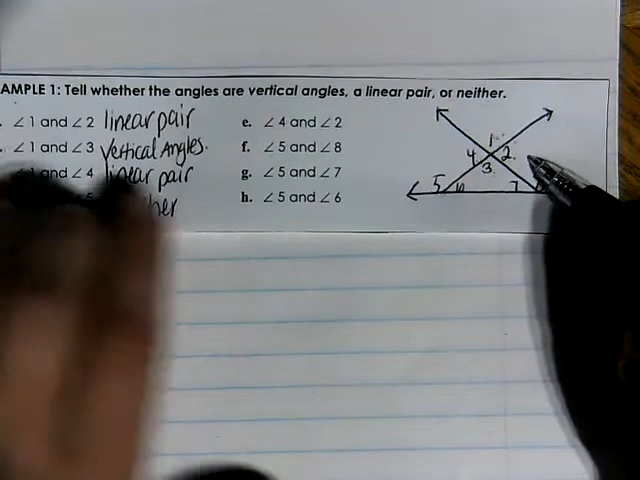 AMPLE 1: Tell whether the angles are vertical angles, a linear pair, or neither.
∠1 and ∠2 linear pair
∠1 and ∠3 Vertical Angles.
and ∠4 linear pair
e. ∠4 and ∠2
f. ∠5 and ∠8
g. ∠5 and ∠7
h. ∠5 and ∠6
1
4 2
3
5 6 7